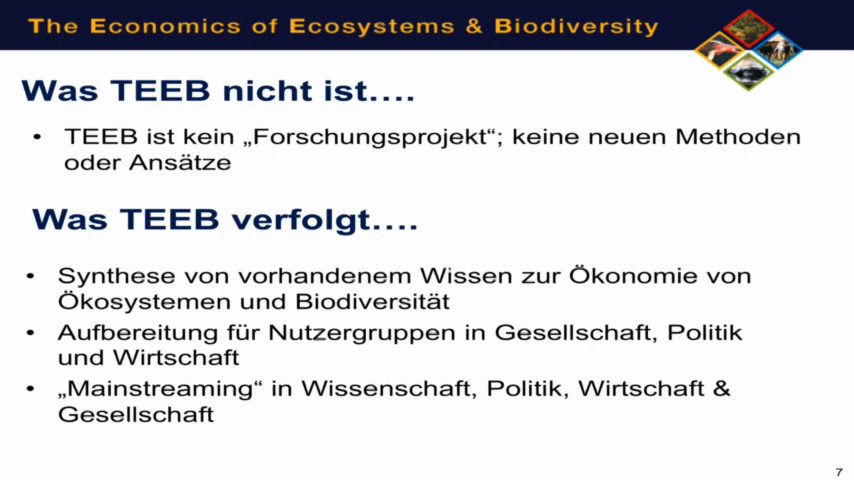 The Economics of Ecosystems & Biodiversity
Was TEEB nicht ist….
• TEEB ist kein „Forschungsprojekt“; keine neuen Methoden
oder Ansätze
Was TEEB verfolgt….
• Synthese von vorhandenem Wissen zur Ökonomie von
Ökosystemen und Biodiversität
• Aufbereitung für Nutzergruppen in Gesellschaft, Politik
und Wirtschaft
• „Mainstreaming“ in Wissenschaft, Politik, Wirtschaft &
Gesellschaft
7